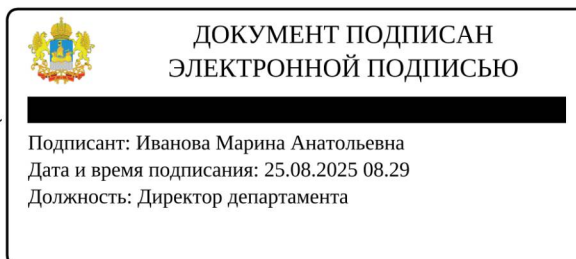 ДОКУМЕНТ ПОДПИСАН
ЭЛЕКТРОННОЙ ПОДПИСЬЮ
Подписант: Иванова Марина Анатольевна
Дата и время подписания: 25.08.2025 08.29
Должность: Директор департамента